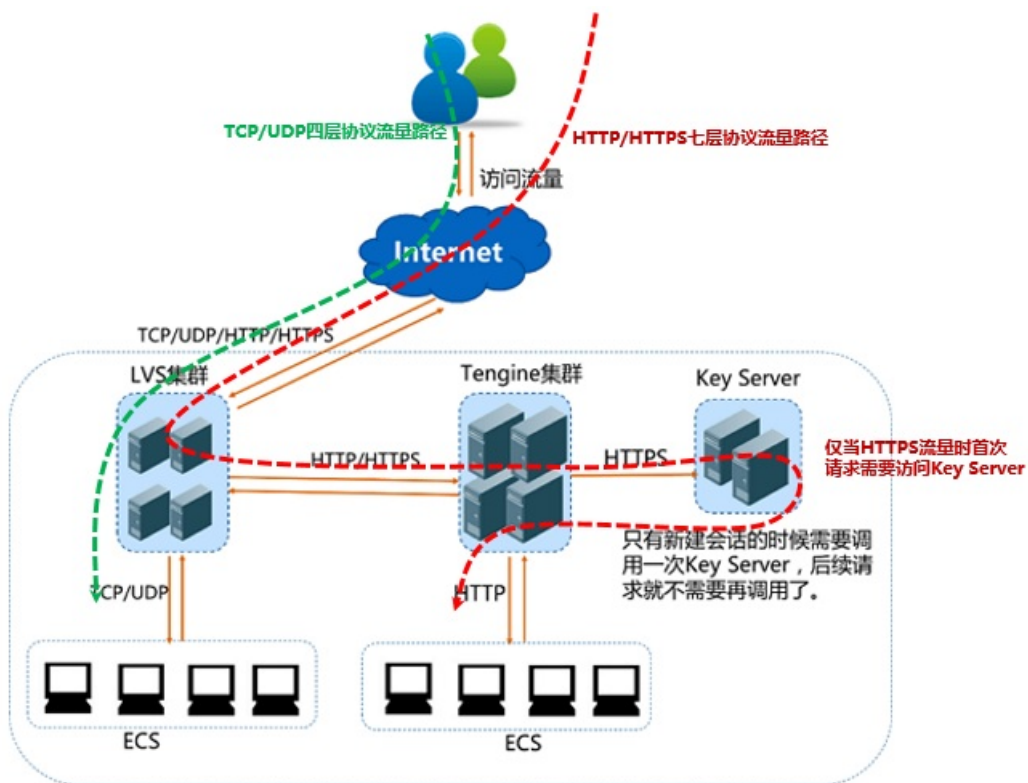 TCP/UDP四层协议流量路径
HTTP/HTTPS七层协议流量路径
访问流量
Internet
TCP/UDP/HTTP/HTTPS
LVS集群
Tengine集群
Key Server
HTTP/HTTPS
HTTPS
仅当HTTPS流量时首次
请求需要访问Key Server
只有新建会话的时候需要调
用一次Key Server，后续请
求就不需要再调用了。
TCP/UDP
HTTP
ECS
ECS